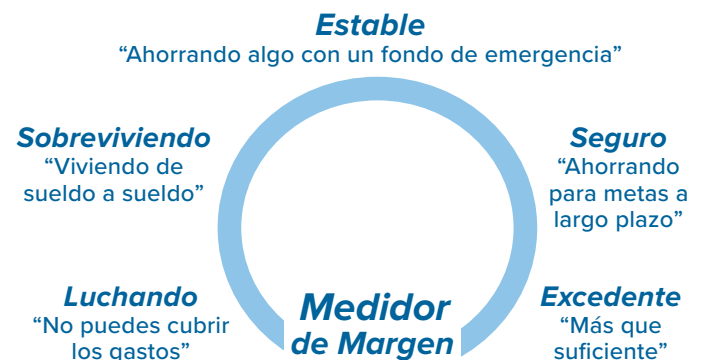 Estable
“Ahorrando algo con un fondo de emergencia”
Sobreviviendo
“Viviendo de
sueldo a sueldo”
Seguro
“Ahorrando
para metas a
largo plazo”
Luchando
“No puedes cubrir
los gastos”
Medidor
de Margen
Excedente
“Más que
suficiente”